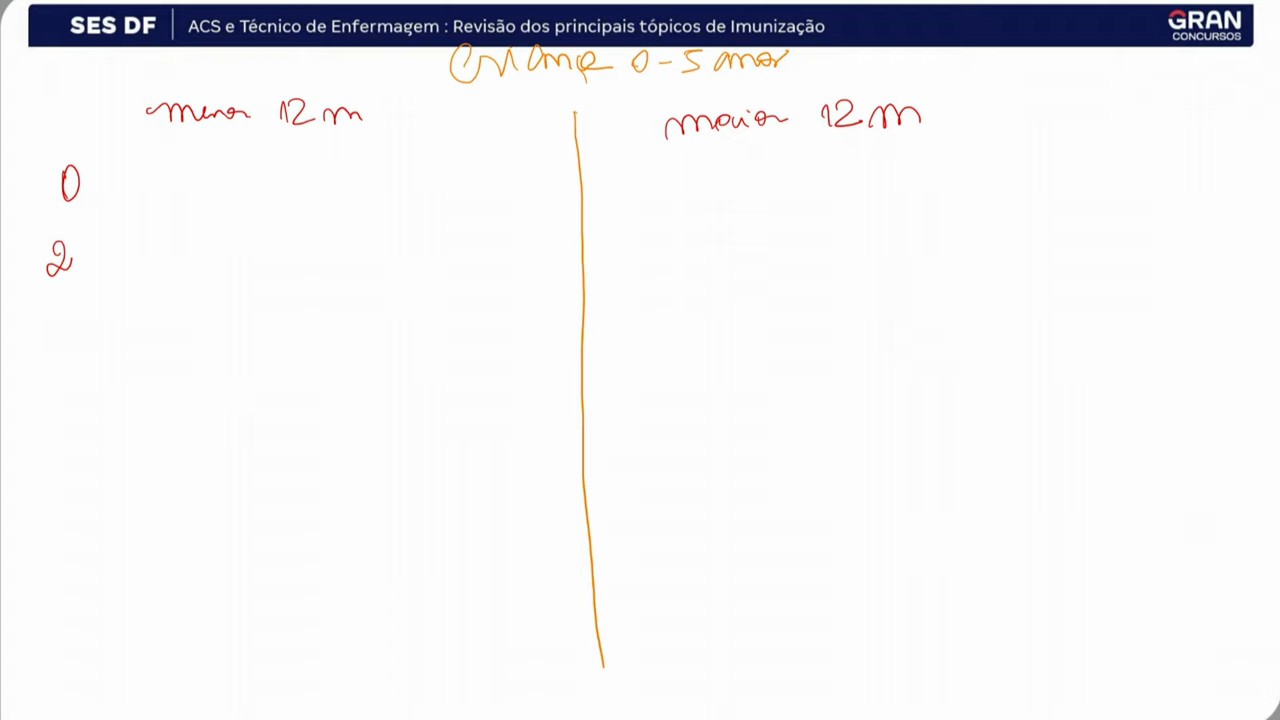 SES DF
ACS e Técnico de Enfermagem : Revisão dos principais tópicos de Imunização
GRAN
CONCURSOS
Criança 0-5 anos
menor 12 m
maior 12 m
0
2